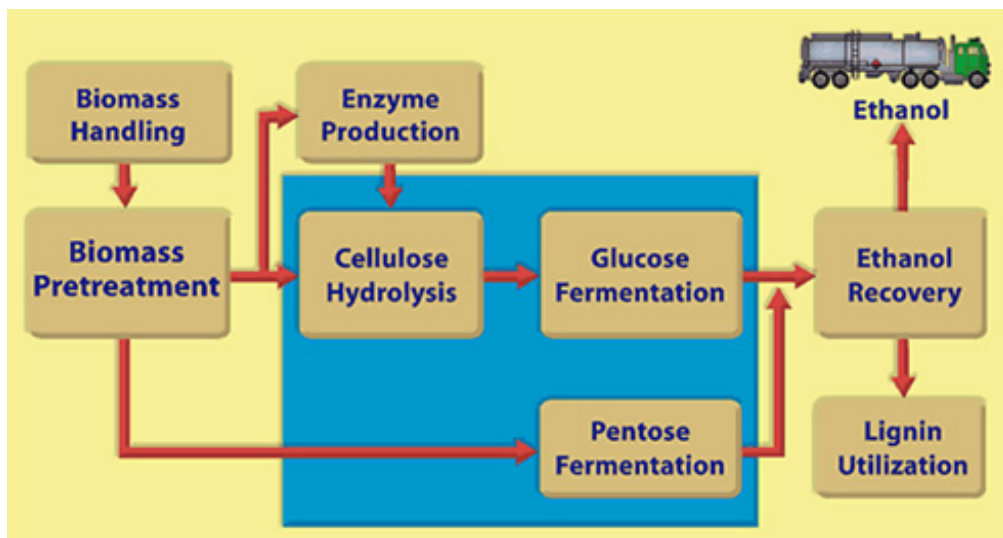 Biomass
Handling
Enzyme
Production
Ethanol
Biomass
Pretreatment
Cellulose
Hydrolysis
Glucose
Fermentation
Ethanol
Recovery
Pentose
Fermentation
Lignin
Utilization